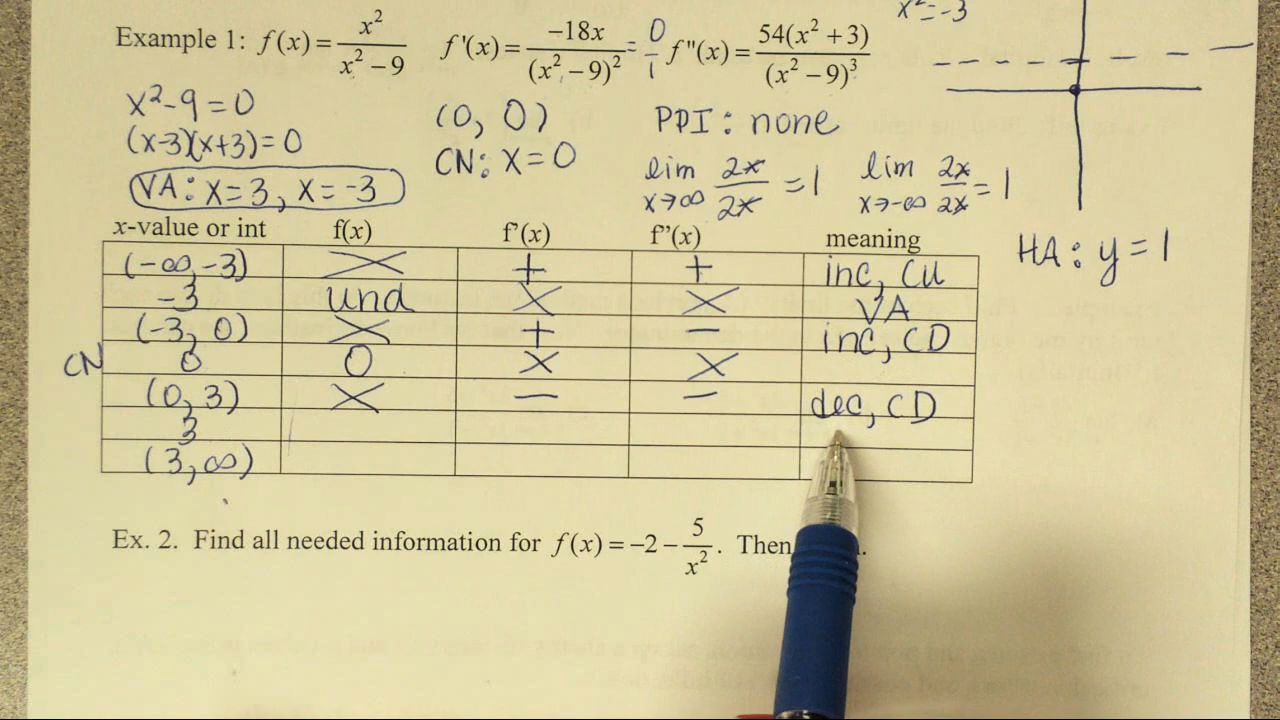 x²=-3
Example 1: f(x) = x²/(x² − 9) f'(x) = −18x/(x² − 9)² = 0/1 f"(x) = 54(x² + 3)/(x² − 9)³
x²-9=0
(x-3)(x+3)=0
VA: x=3, x=-3
(0, 0)
CN: x=0
PPI: none
lim x→∞ 2x/2x = 1 lim x→-∞ 2x/2x = 1
HA: y=1
x-value or int f(x) f'(x) f"(x) meaning
(-∞,-3) X + + inc, CU
-3 und X X VA
(-3, 0) X + − inc, CD
CN 0 0 X X
(0, 3) X − − dec, CD
3
(3, ∞)
Ex. 2. Find all needed information for f(x) = −2 − 5/x². Then